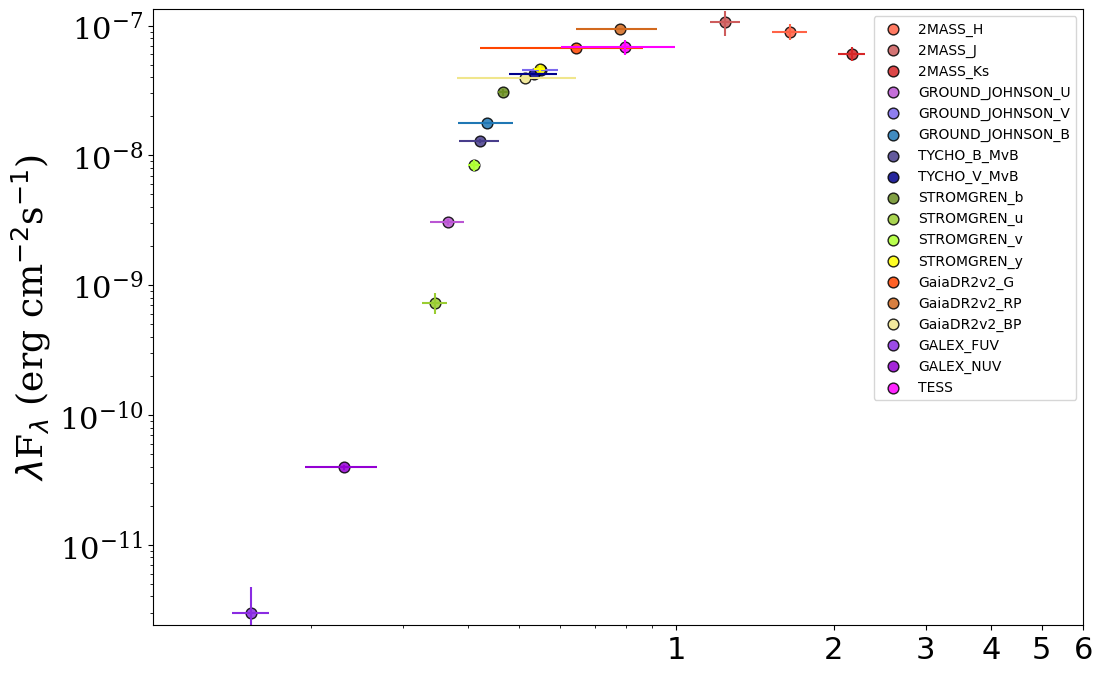 10⁻⁷
10⁻⁸
10⁻⁹
10⁻¹⁰
10⁻¹¹
λF_λ (erg cm⁻²s⁻¹)
1 2 3 4 5 6
2MASS_H
2MASS_J
2MASS_Ks
GROUND_JOHNSON_U
GROUND_JOHNSON_V
GROUND_JOHNSON_B
TYCHO_B_MvB
TYCHO_V_MvB
STROMGREN_b
STROMGREN_u
STROMGREN_v
STROMGREN_y
GaiaDR2v2_G
GaiaDR2v2_RP
GaiaDR2v2_BP
GALEX_FUV
GALEX_NUV
TESS